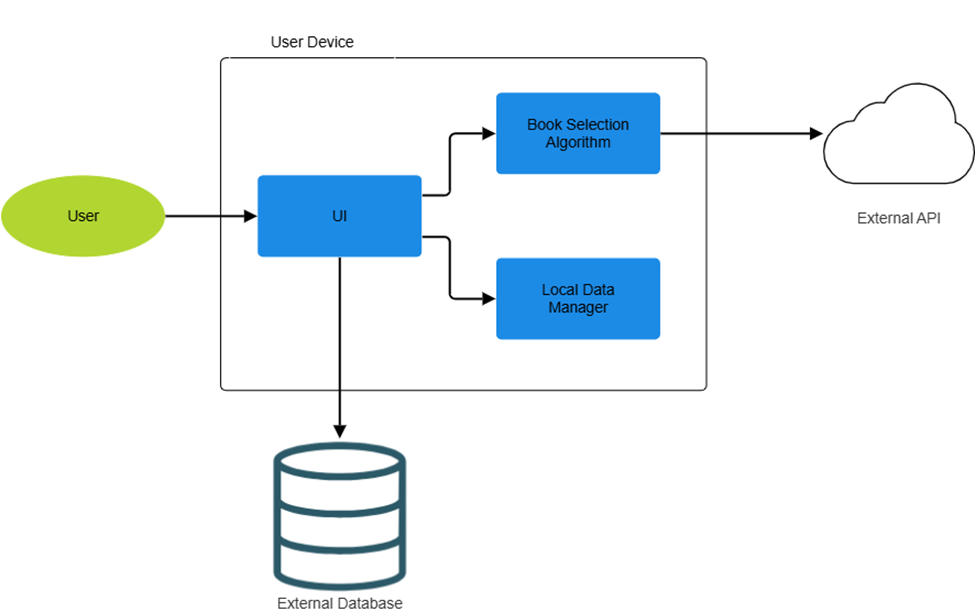 User Device
Book Selection
Algorithm
User
UI
External API
Local Data
Manager
External Database